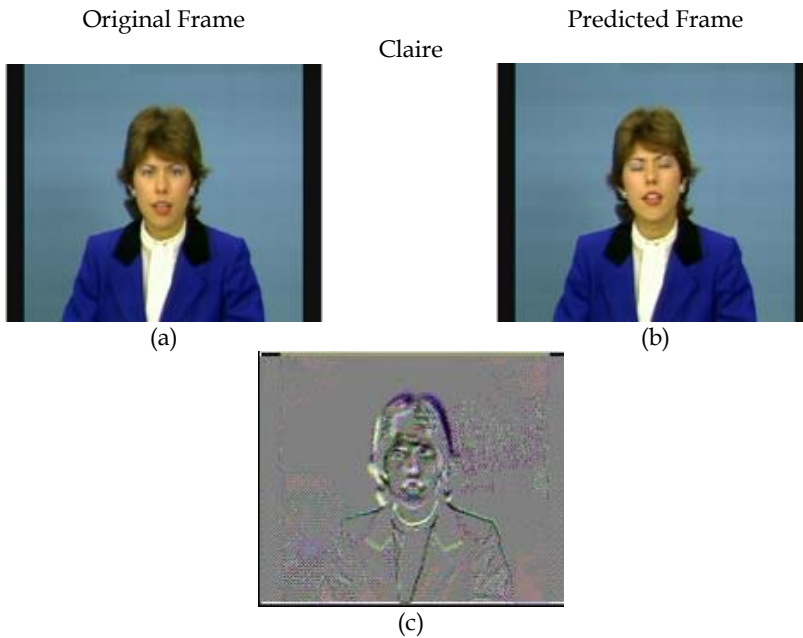 Original Frame
Predicted Frame
Claire
(a)
(b)
(c)